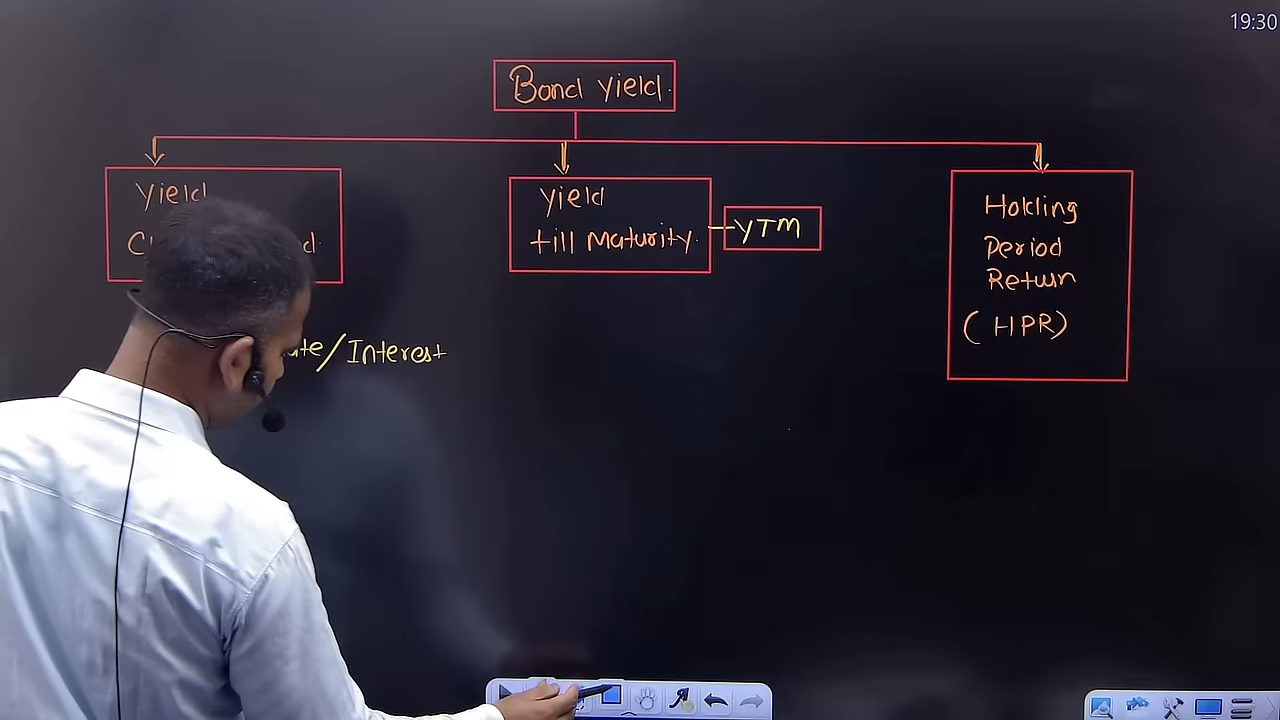 19:30
Bond Yield.
Yield
Yield
till Maturity.
YTM
Holding
Period
Return
(HPR)
/Interest